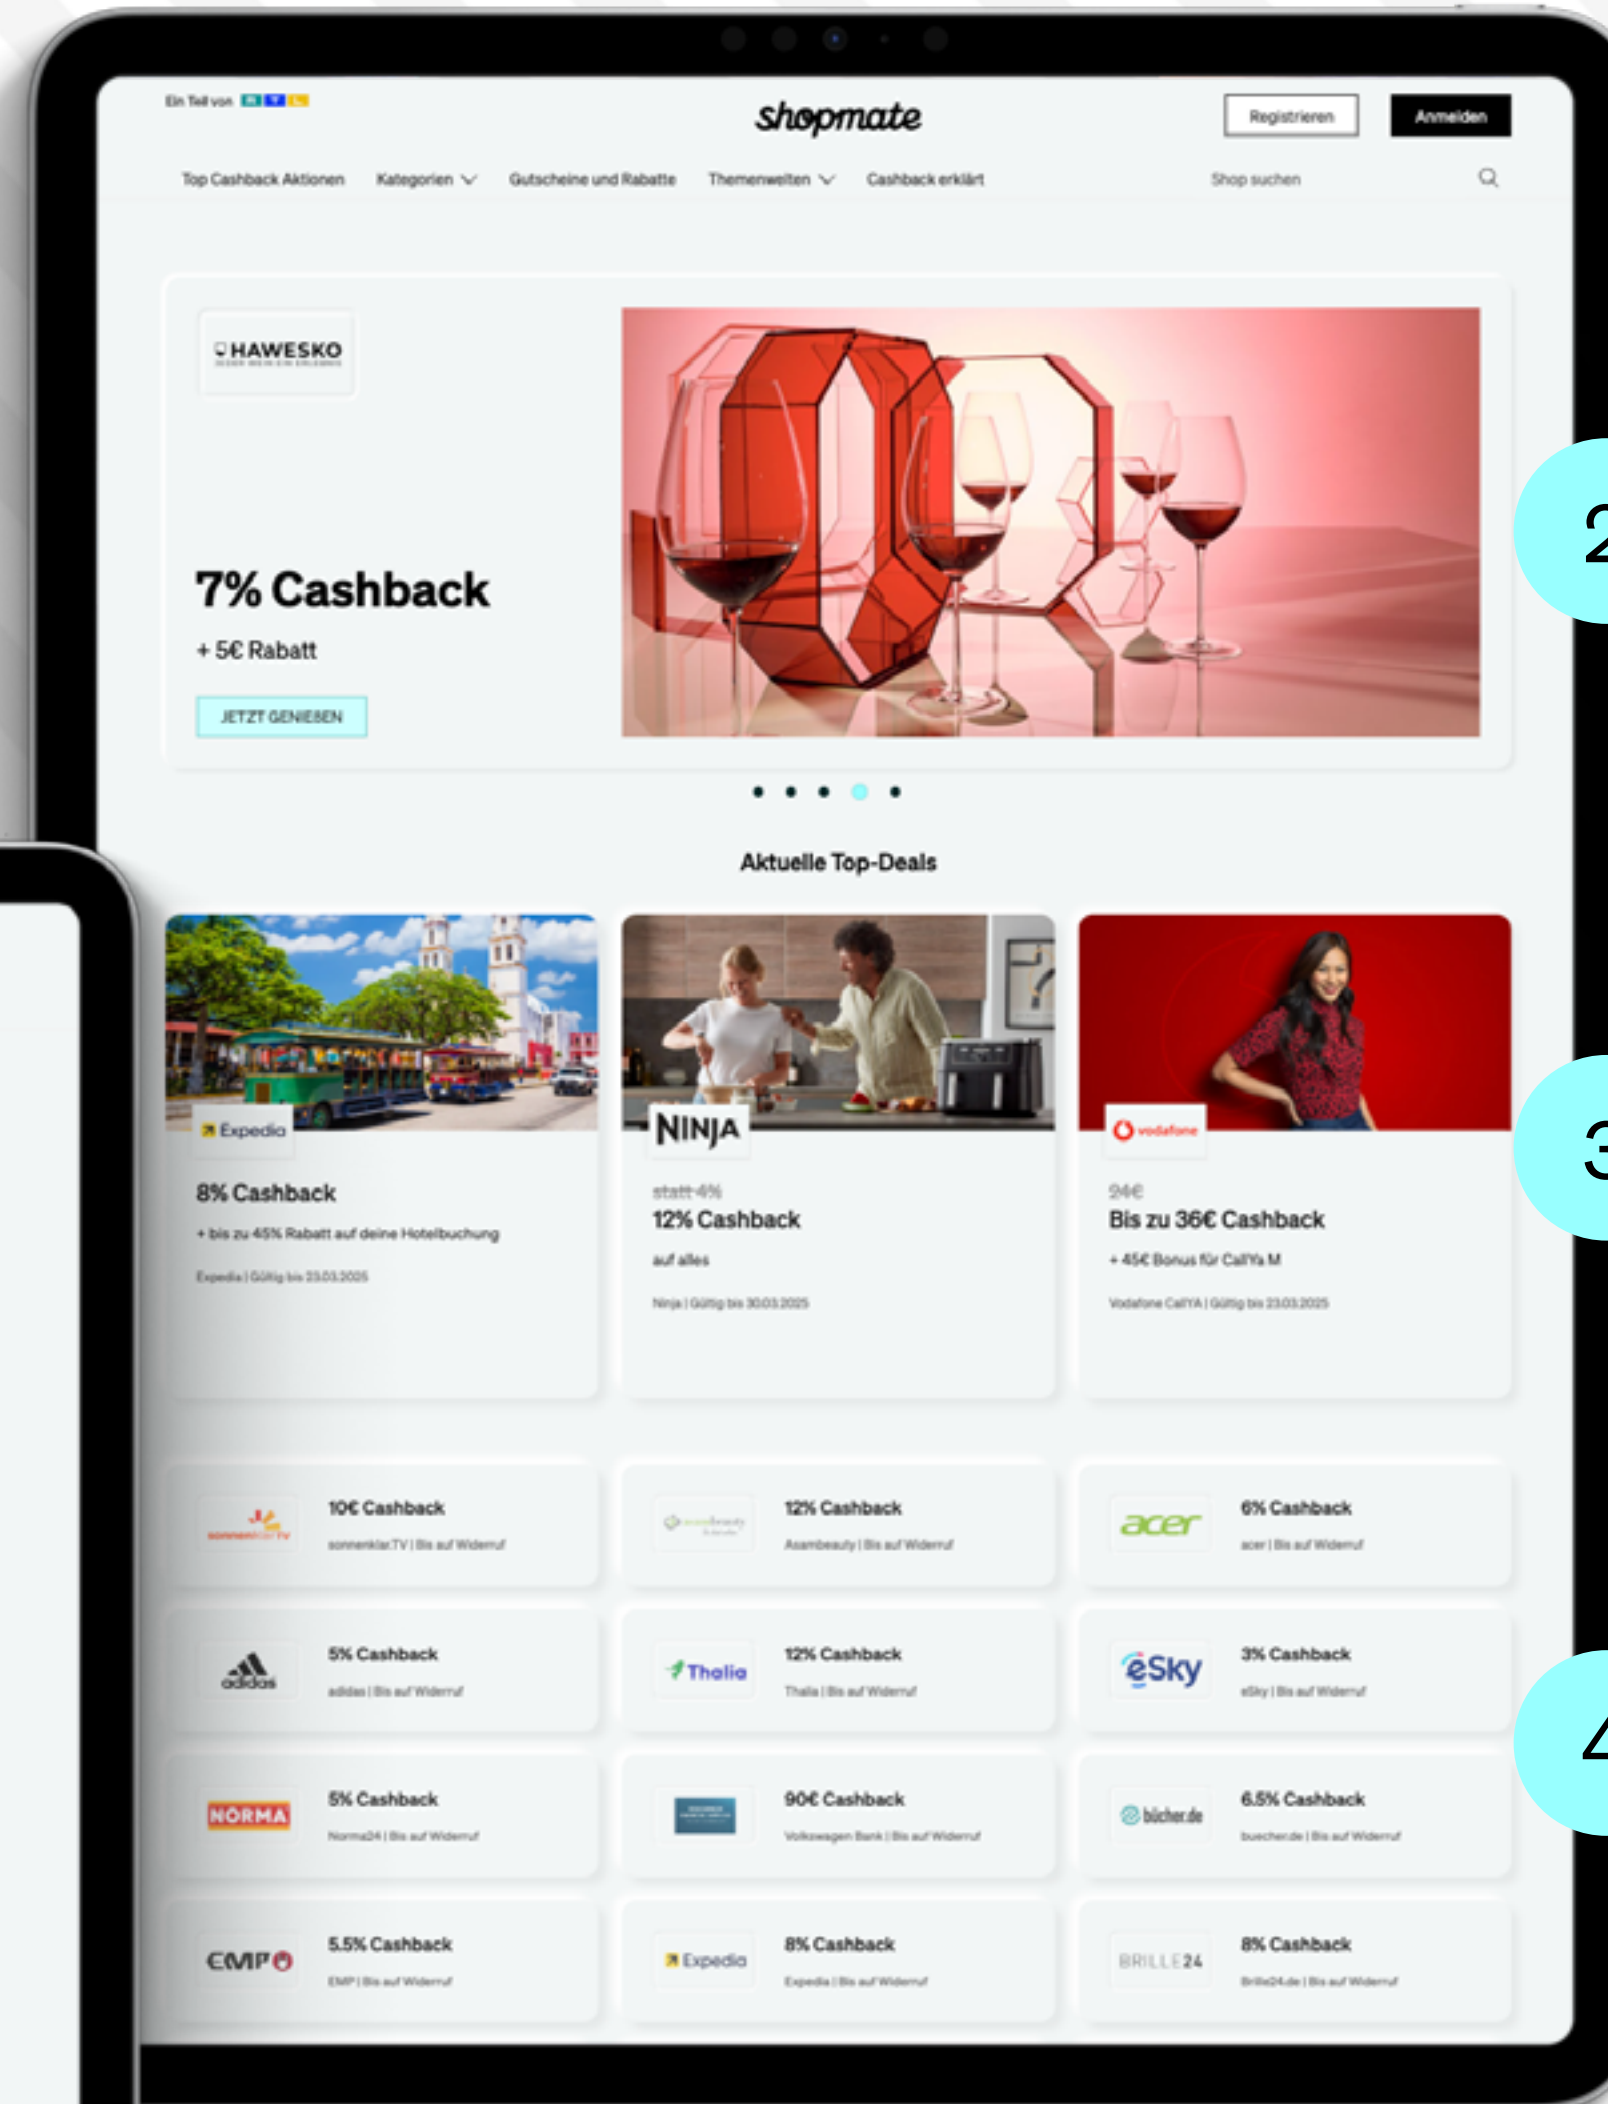 Ein Teil von RTL
shopmate
Registrieren
Anmelden
Top Cashback Aktionen
Kategorien
Gutscheine und Rabatte
Themenwelten
Cashback erklärt
Shop suchen
HAWESKO
7% Cashback
+ 5€ Rabatt
JETZT GENIEßEN
2
Aktuelle Top-Deals
Expedia
8% Cashback
+ bis zu 45% Rabatt auf deine Hotelbuchung
Expedia | Gültig bis 23.03.2025
NINJA
statt 4%
12% Cashback
auf alles
Ninja | Gültig bis 30.03.2025
vodafone
24€
Bis zu 36€ Cashback
+ 45€ Bonus für CallYa M
Vodafone CallYA | Gültig bis 23.03.2025
3
sonnenklar.TV
10€ Cashback
sonnenklar.TV | Bis auf Widerruf
12% Cashback
Asambeauty | Bis auf Widerruf
acer
6% Cashback
acer | Bis auf Widerruf
adidas
5% Cashback
adidas | Bis auf Widerruf
Thalia
12% Cashback
Thalia | Bis auf Widerruf
eSky
3% Cashback
eSky | Bis auf Widerruf
4
NORMA
5% Cashback
Norma24 | Bis auf Widerruf
90€ Cashback
Volkswagen Bank | Bis auf Widerruf
bücher.de
6.5% Cashback
buecher.de | Bis auf Widerruf
EMP
5.5% Cashback
EMP | Bis auf Widerruf
Expedia
8% Cashback
Expedia | Bis auf Widerruf
BRILLE24
8% Cashback
Brille24.de | Bis auf Widerruf